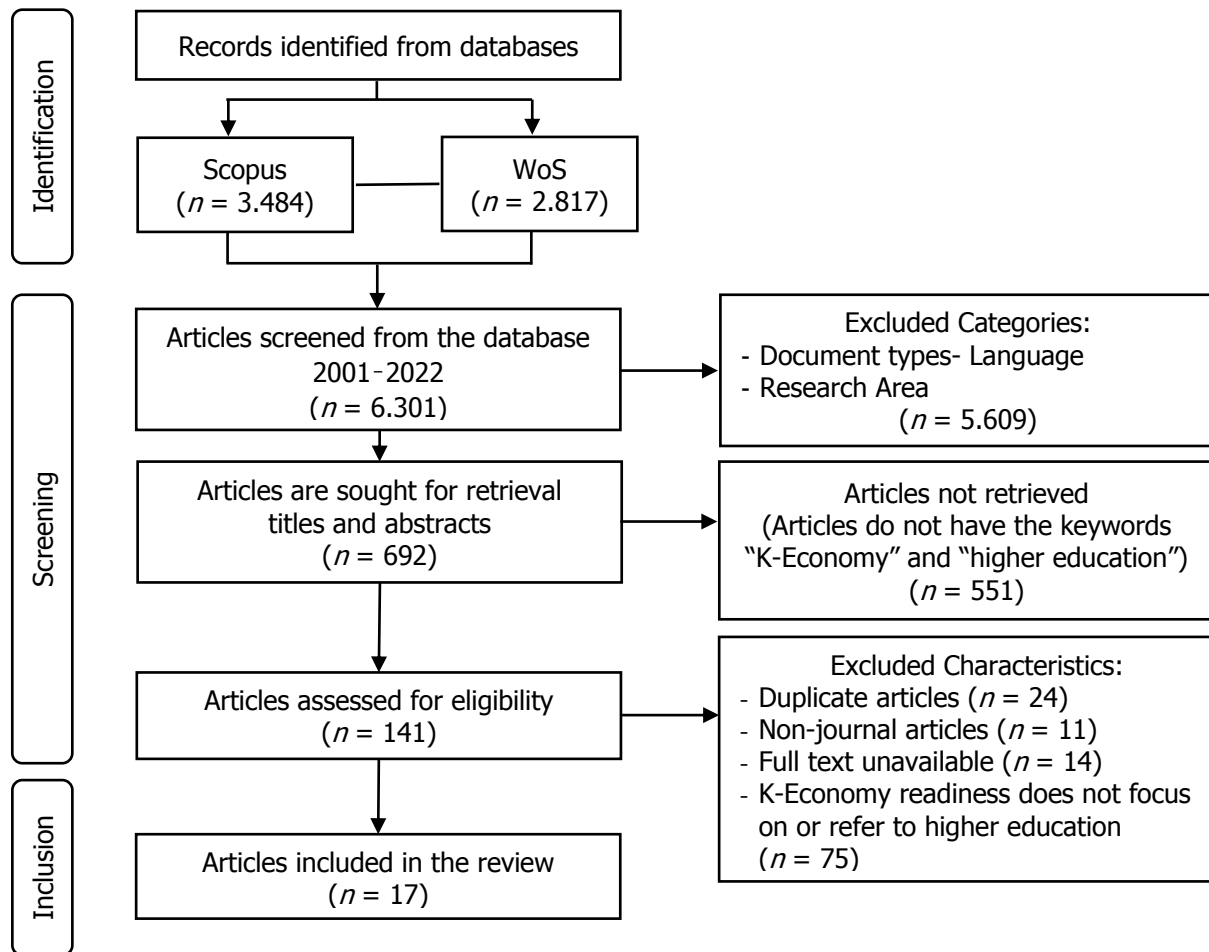 Identification
Records identified from databases
Scopus
(n = 3.484)
WoS
(n = 2.817)
Screening
Articles screened from the database
2001-2022
(n = 6.301)
Excluded Categories:
- Document types- Language
- Research Area
(n = 5.609)
Articles are sought for retrieval
titles and abstracts
(n = 692)
Articles not retrieved
(Articles do not have the keywords
“K-Economy” and “higher education”)
(n = 551)
Articles assessed for eligibility
(n = 141)
Excluded Characteristics:
- Duplicate articles (n = 24)
- Non-journal articles (n = 11)
- Full text unavailable (n = 14)
- K-Economy readiness does not focus
on or refer to higher education
(n = 75)
Inclusion
Articles included in the review
(n = 17)